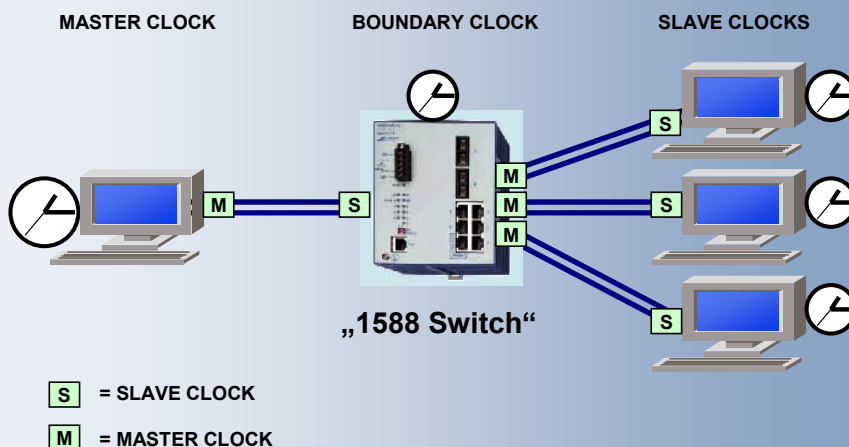 MASTER CLOCK
BOUNDARY CLOCK
SLAVE CLOCKS
S
M
S
M
M
S
M
S
„1588 Switch“
S = SLAVE CLOCK
M = MASTER CLOCK